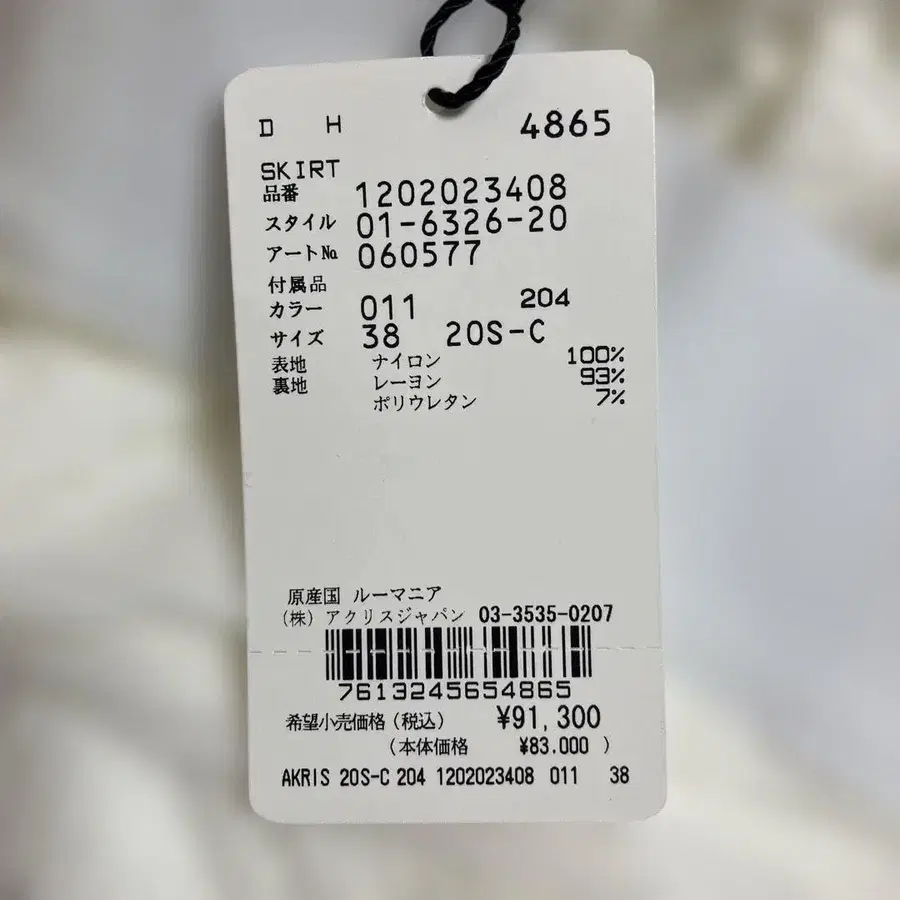 D H 4865
SKIRT
品番 1202023408
スタイル 01-6326-20
アート№ 060577
付属品
カラー 011 204
サイズ 38 20S-C
表地 ナイロン 100%
裏地 レーヨン 93%
ポリウレタン 7%
原産国 ルーマニア
(株) アクリスジャパン 03-3535-0207
7613245654865
希望小売価格(税込) ¥91,300
(本体価格 ¥83.000 )
AKRIS 20S-C 204 1202023408 011 38